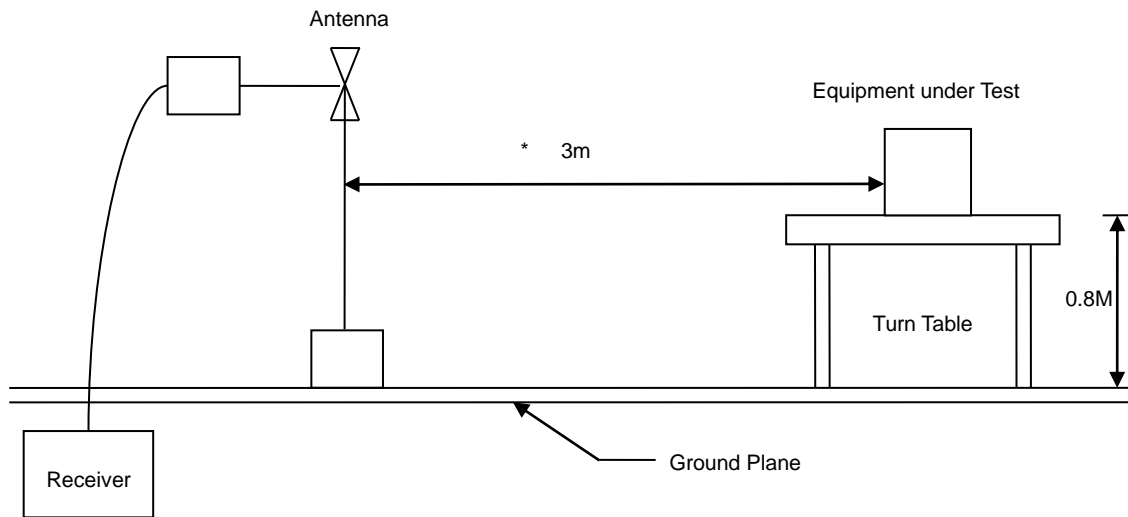 Antenna
Equipment under Test
* 3m
0.8M
Turn Table
Ground Plane
Receiver